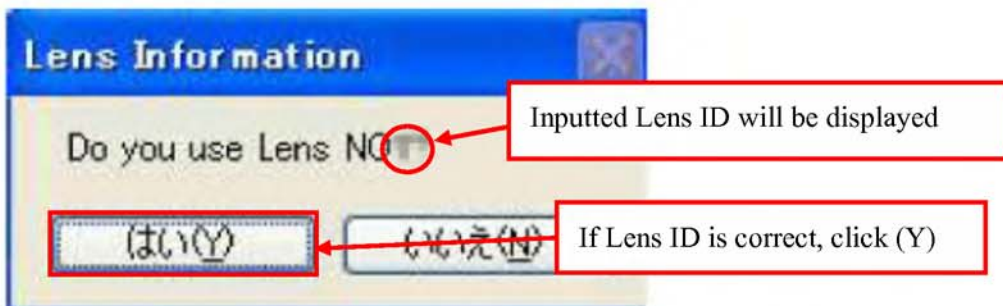 Lens Information
Inputted Lens ID will be displayed
Do you use Lens NO
はい(Y)
いいえ(N)
If Lens ID is correct, click (Y)